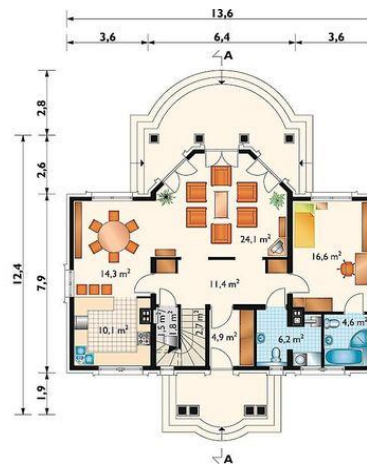 13,6
3,6 6,4 3,6
A
2,8
2,6
12,4
7,9
1,9
24,1 m²
16,6 m²
14,3 m²
11,4 m²
10,1 m²
1,5 m²
1,8 m²
2,7 m²
4,9 m²
6,2 m²
4,6 m²
A